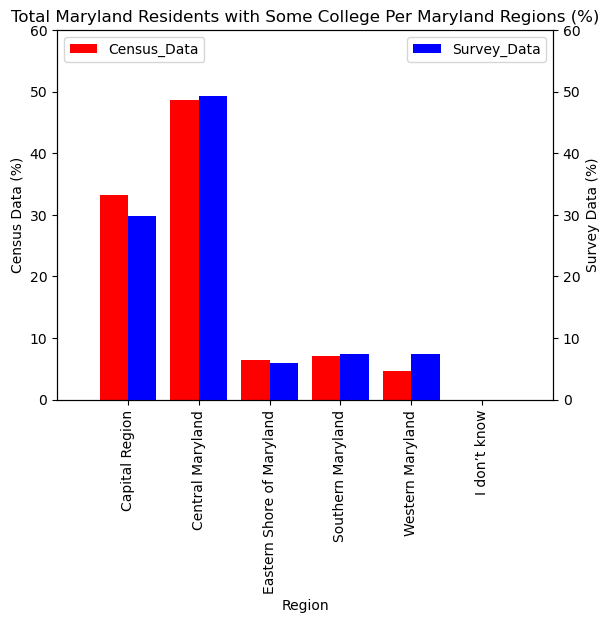 Total Maryland Residents with Some College Per Maryland Regions (%)
Census_Data
Survey_Data
60
50
40
30
20
10
0
Census Data (%)
60
50
40
30
20
10
0
Survey Data (%)
Capital Region
Central Maryland
Eastern Shore of Maryland
Southern Maryland
Western Maryland
I don’t know
Region